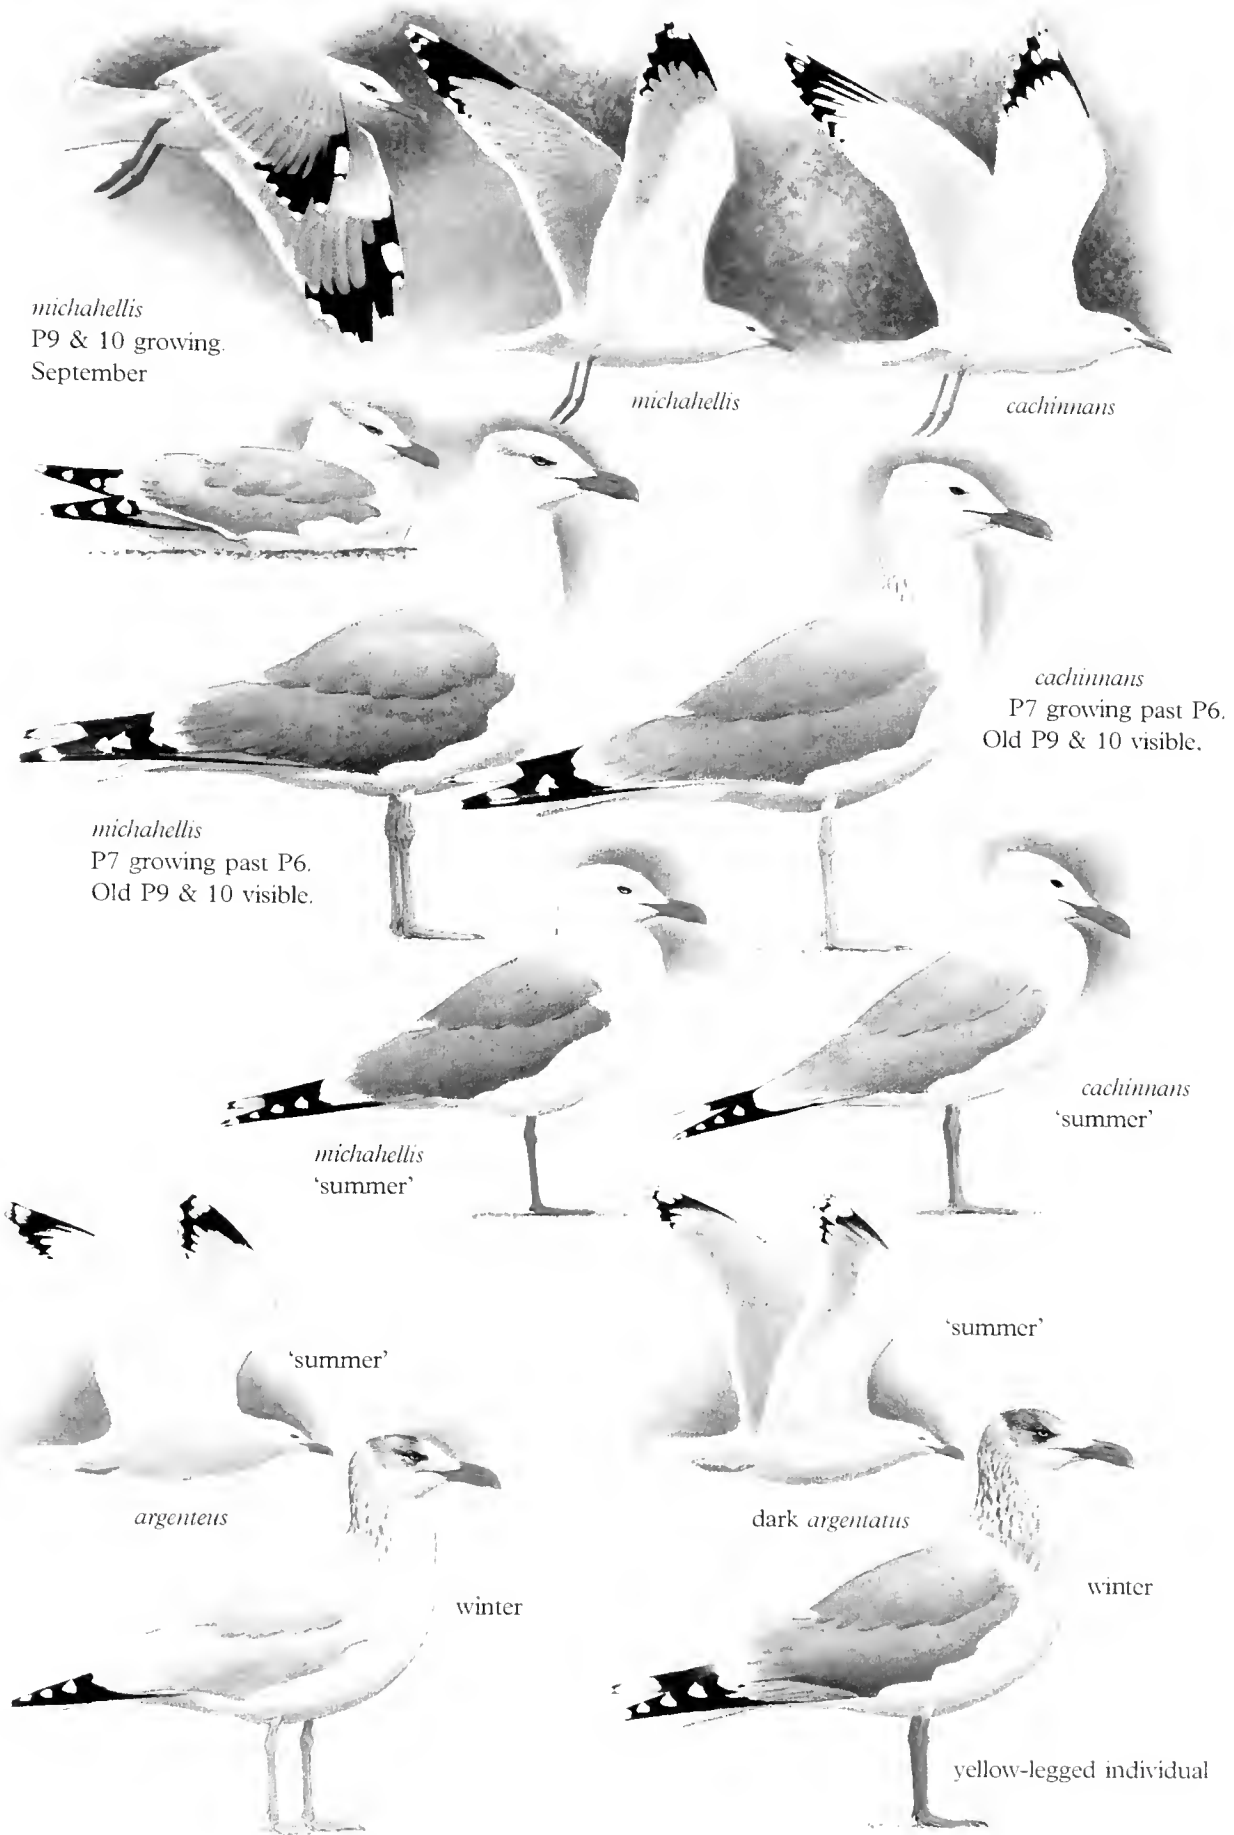 michahellis
P9 & 10 growing.
September
michahellis
cachinnans
cachinnans
P7 growing past P6.
Old P9 & 10 visible.
michahellis
P7 growing past P6.
Old P9 & 10 visible.
cachinnans
'summer'
michahellis
'summer'
'summer'
'summer'
argenteus
dark argentatus
winter
winter
yellow-legged individual